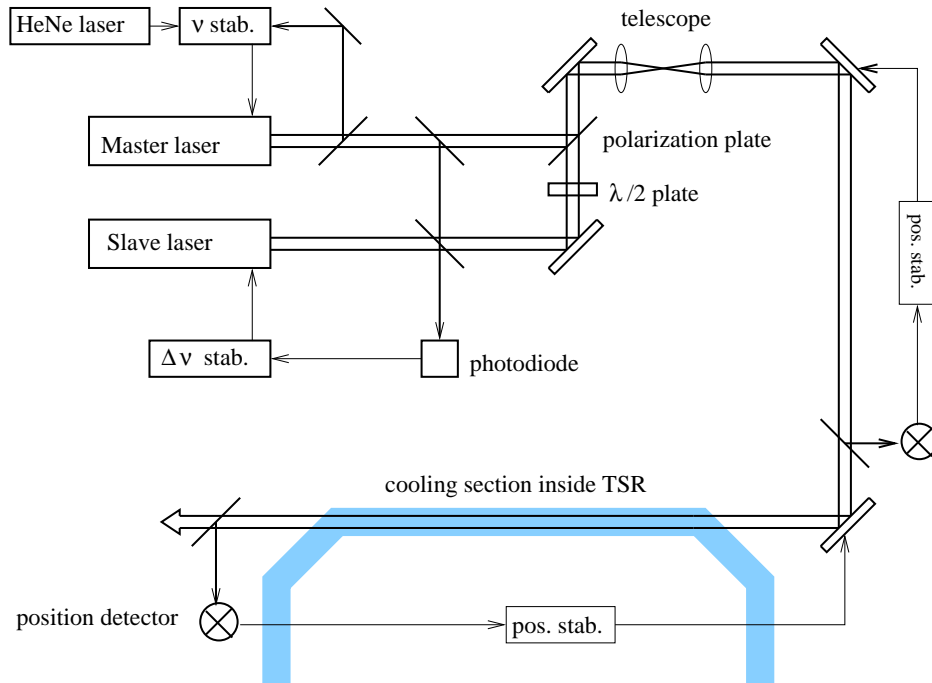 HeNe laser
ν stab.
telescope
Master laser
polarization plate
λ/2 plate
Slave laser
pos. stab.
Δν stab.
photodiode
cooling section inside TSR
position detector
pos. stab.